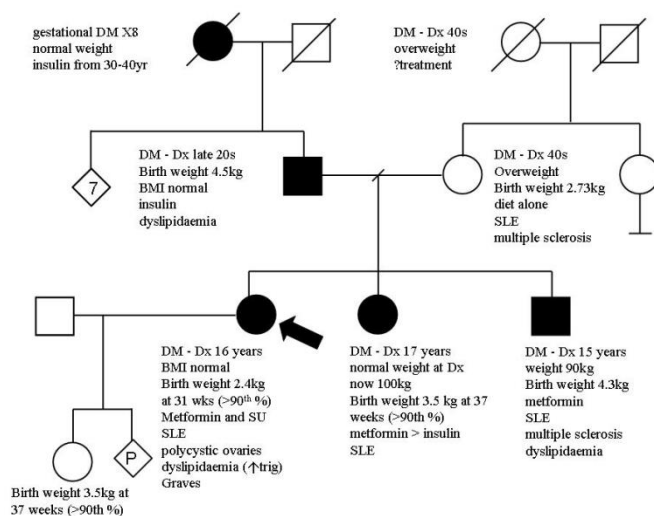 gestational DM X8
normal weight
insulin from 30-40yr
DM - Dx 40s
overweight
?treatment
7
DM - Dx late 20s
Birth weight 4.5kg
BMI normal
insulin
dyslipidaemia
DM - Dx 40s
Overweight
Birth weight 2.73kg
diet alone
SLE
multiple sclerosis
DM - Dx 16 years
BMI normal
Birth weight 2.4kg
at 31 wks (>90th %)
Metformin and SU
SLE
polycystic ovaries
dyslipidaemia (↑trig)
Graves
DM - Dx 17 years
normal weight at Dx
now 100kg
Birth weight 3.5 kg at 37
weeks (>90th %)
metformin > insulin
SLE
DM - Dx 15 years
weight 90kg
Birth weight 4.3kg
metformin
SLE
multiple sclerosis
dyslipidaemia
P
Birth weight 3.5kg at
37 weeks (>90th %)